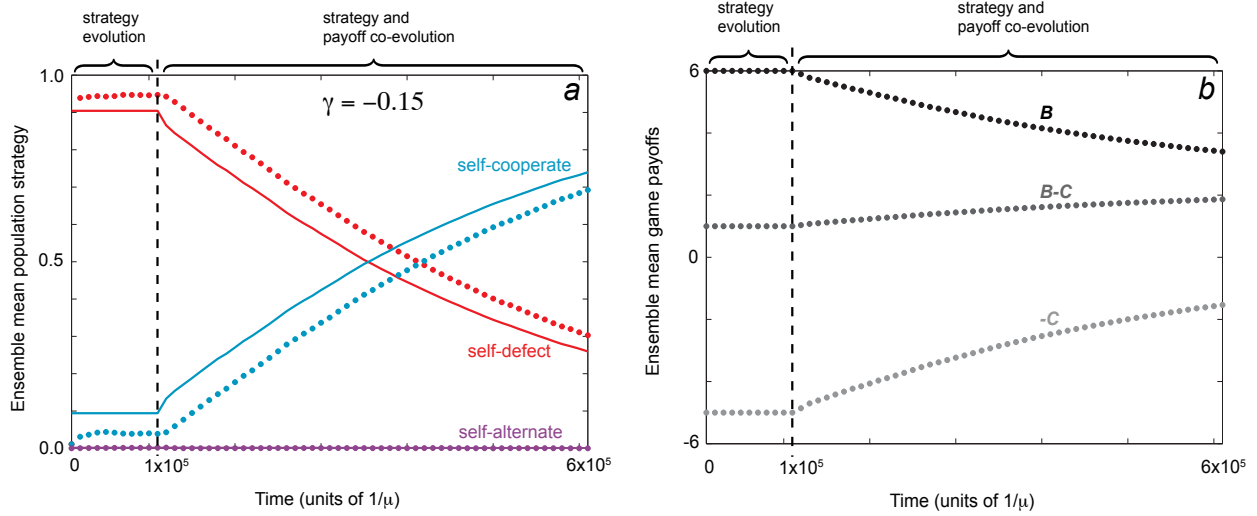 strategy
evolution
strategy and
payoff co-evolution
1.0
0.5
0.0
Ensemble mean population strategy
γ = −0.15
a
self-cooperate
self-defect
self-alternate
0
1x10⁵
6x10⁵
Time (units of 1/μ)
strategy
evolution
strategy and
payoff co-evolution
6
0
-6
Ensemble mean game payoffs
b
B
B-C
-C
0
1x10⁵
6x10⁵
Time (units of 1/μ)